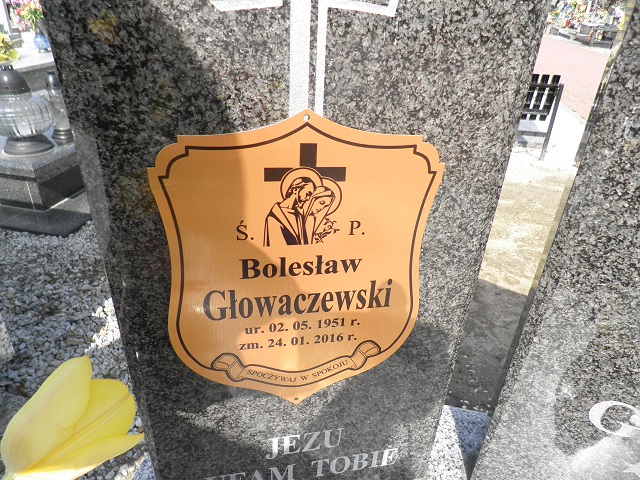 Ś. P.
Bolesław
Głowaczewski
ur. 02. 05. 1951 r.
zm. 24. 01. 2016 r.
SPOCZYWAJ W SPOKOJU
JEZU
UFAM TOBIE
G